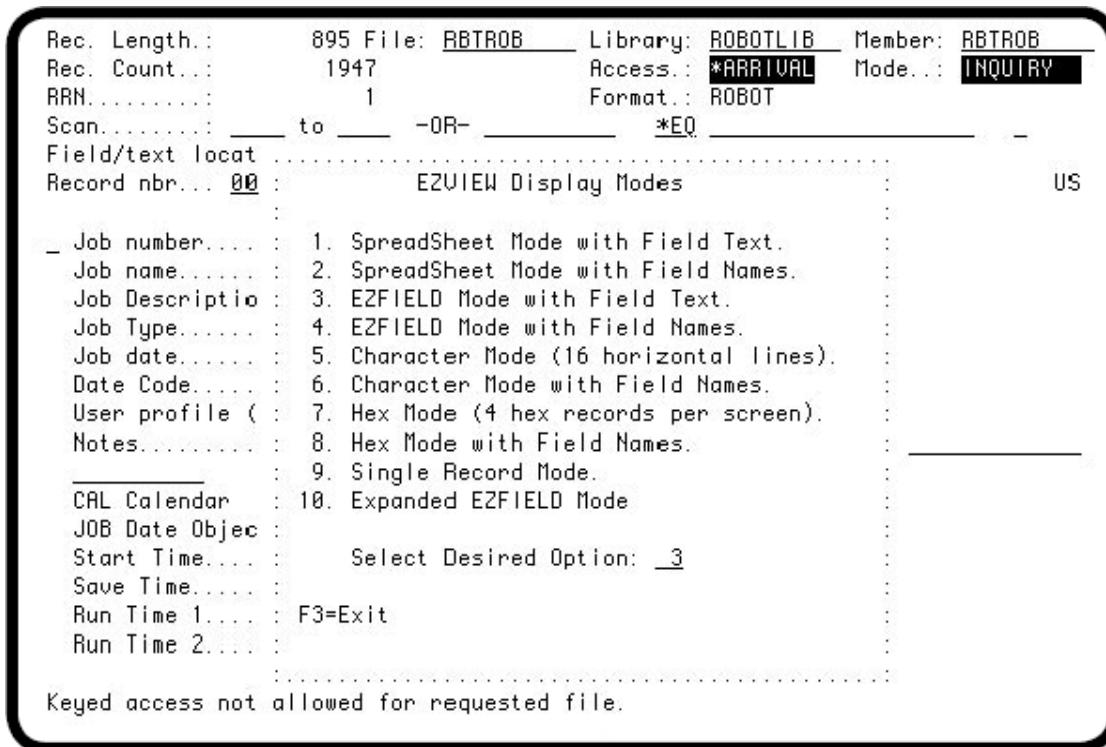 Rec. Length.: 895 File: RBTROB Library: ROBOTLIB Member: RBTROB
Rec. Count..: 1947 Access.: *ARRIVAL Mode..: INQUIRY
RRN.........: 1 Format.: ROBOT
Scan........: ____ to ____ -OR- __________ *EQ ____________________ _
Field/text locat
Record nbr... 00 : EZVIEW Display Modes : US
_ Job number.... : 1. SpreadSheet Mode with Field Text. :
Job name...... : 2. SpreadSheet Mode with Field Names. :
Job Descriptio : 3. EZFIELD Mode with Field Text. :
Job Type...... : 4. EZFIELD Mode with Field Names. :
Job date...... : 5. Character Mode (16 horizontal lines). :
Date Code..... : 6. Character Mode with Field Names. :
User profile ( : 7. Hex Mode (4 hex records per screen). :
Notes......... : 8. Hex Mode with Field Names. :
: 9. Single Record Mode. :
CAL Calendar : 10. Expanded EZFIELD Mode :
JOB Date Objec :
Start Time.... : Select Desired Option: 3 :
Save Time..... :
Run Time 1.... : F3=Exit :
Run Time 2.... :
Keyed access not allowed for requested file.